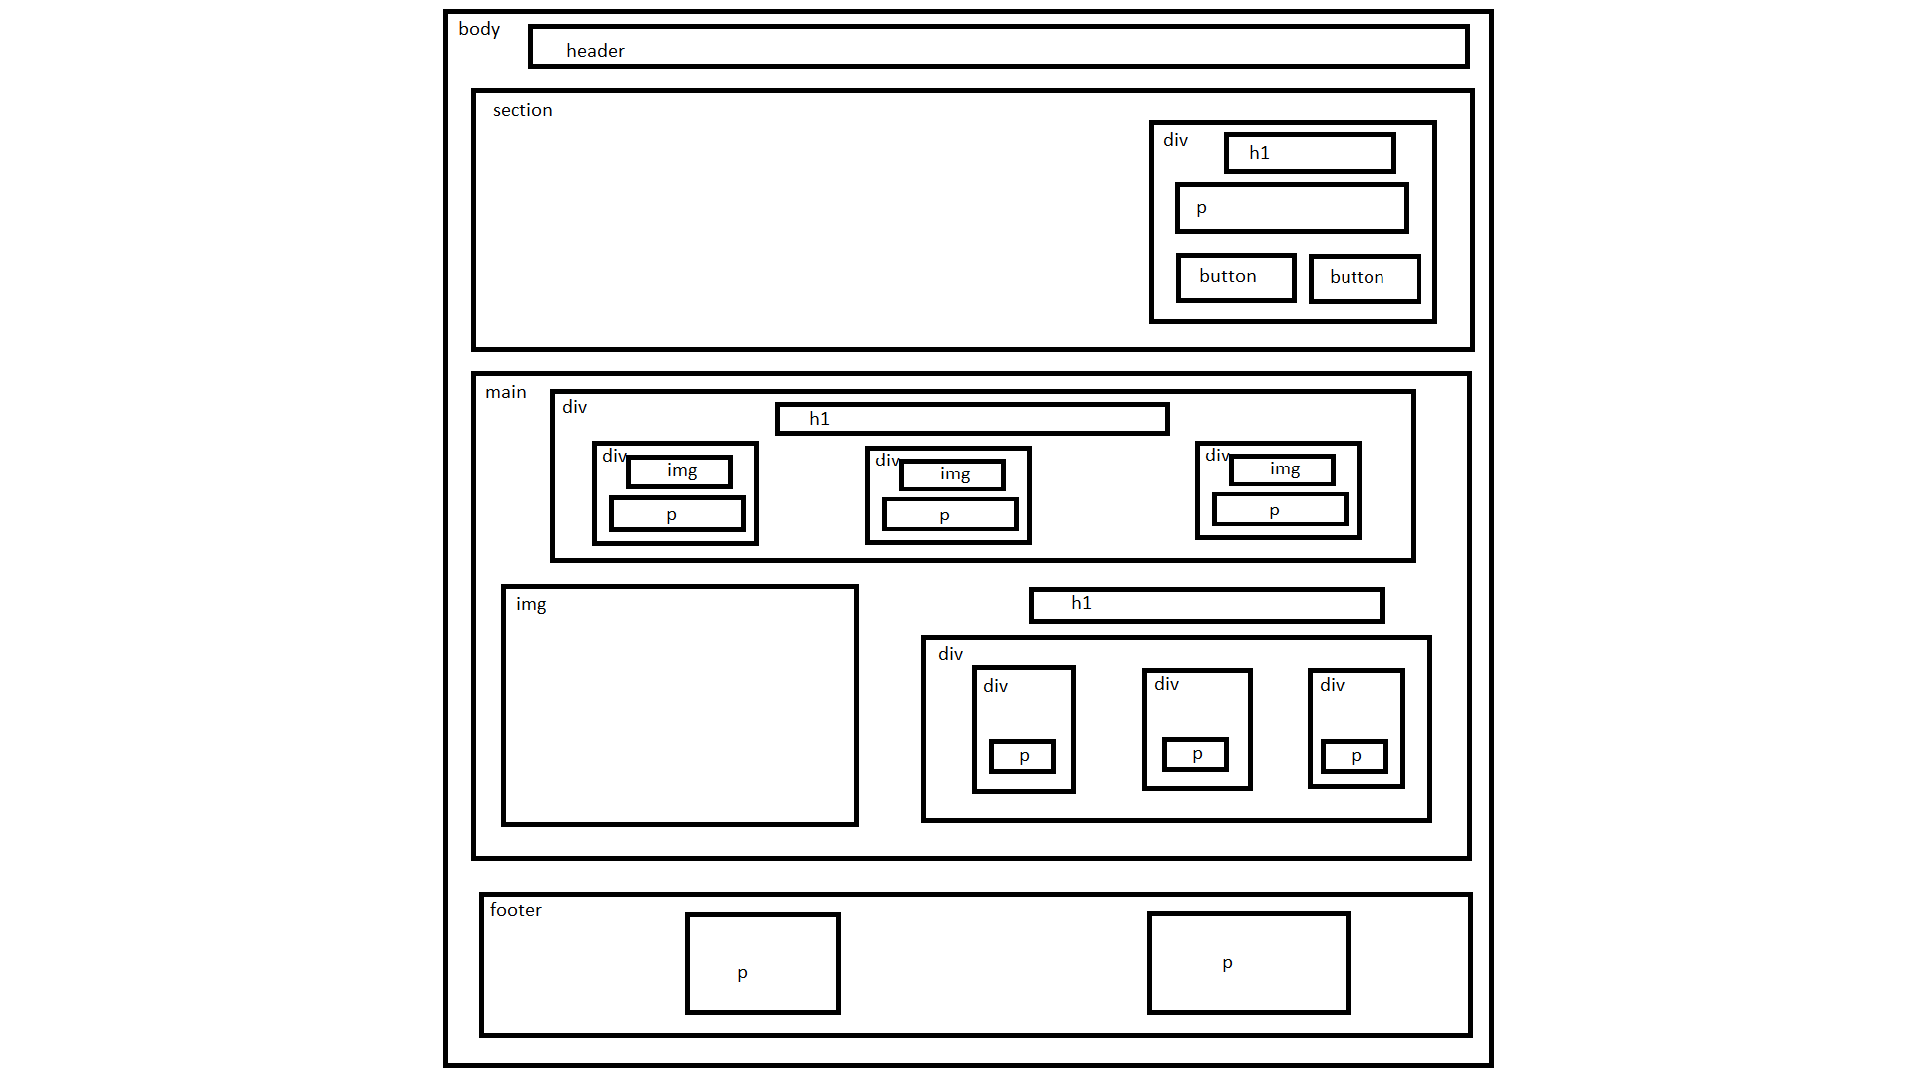 body
header
section
div
h1
p
button
button
main
div
h1
div
img
p
div
img
p
div
img
p
img
h1
div
div
p
div
p
div
p
footer
p
p